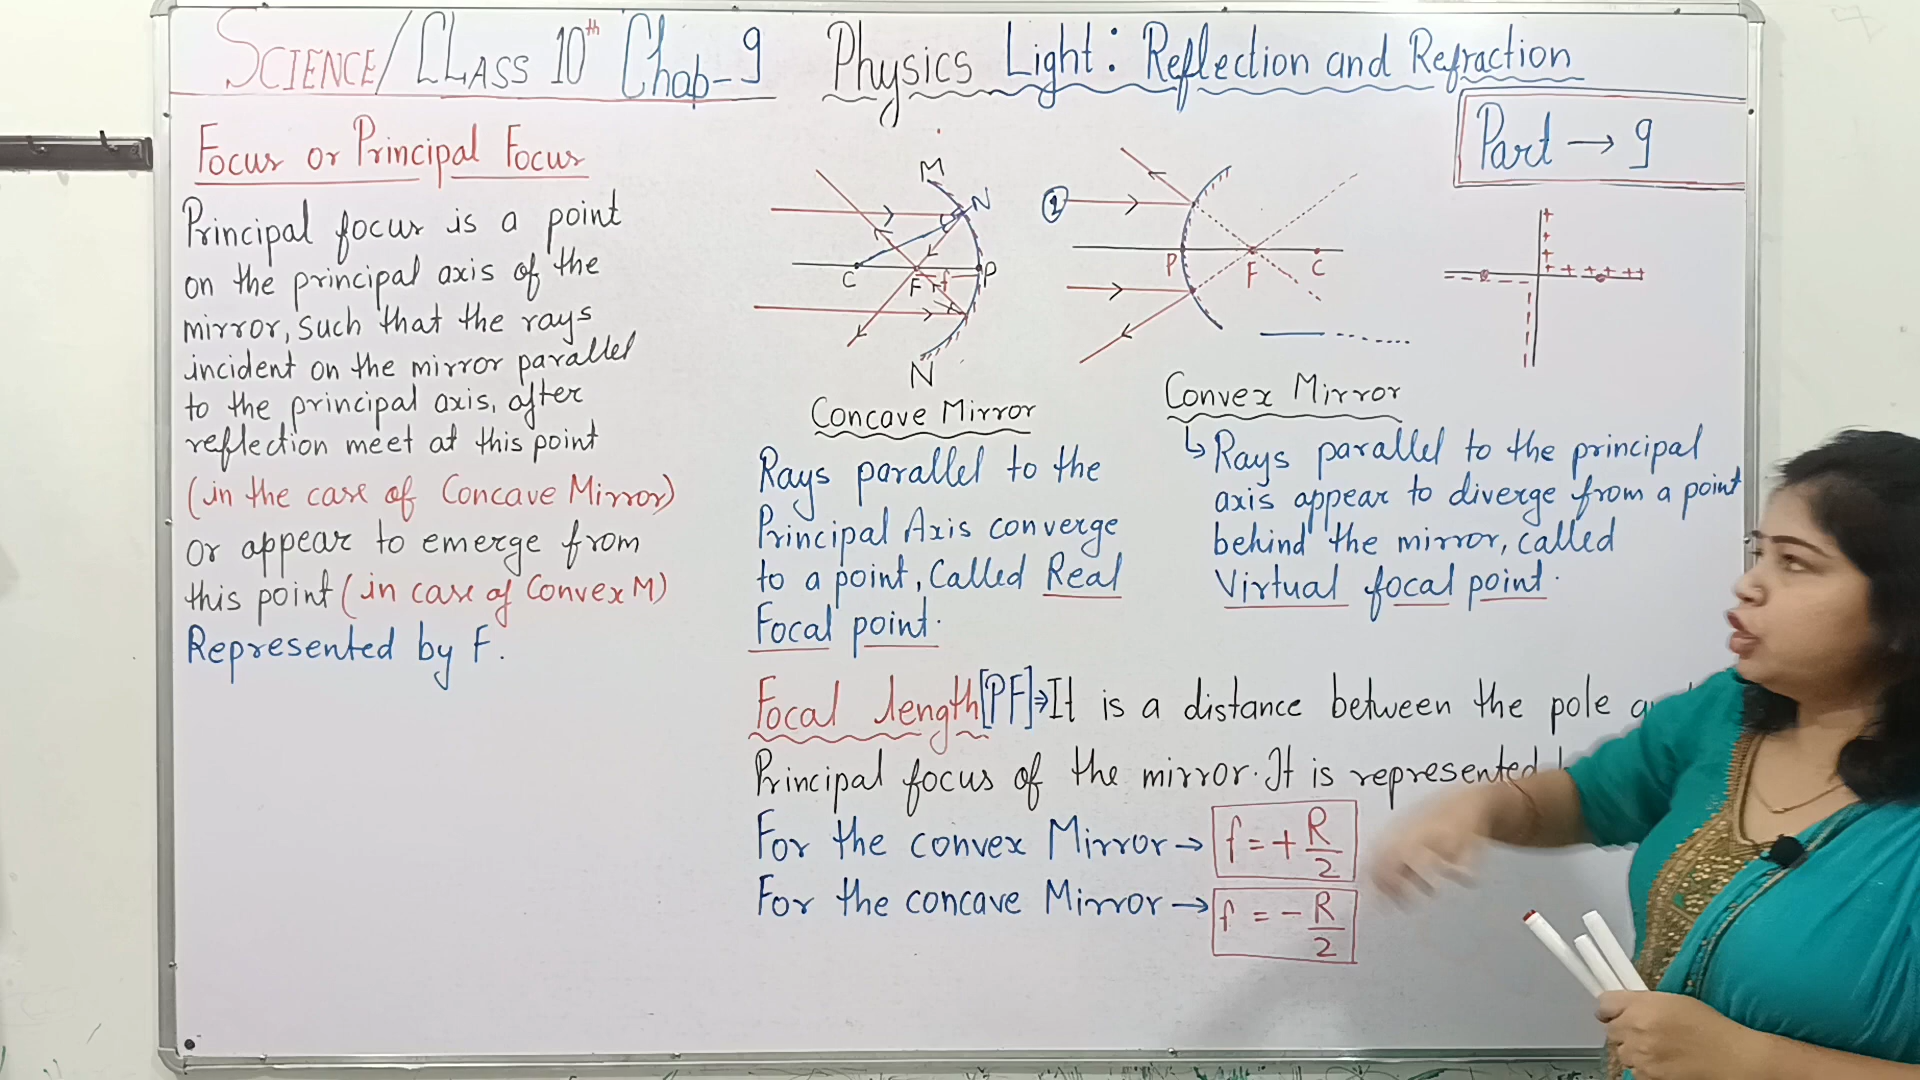 SCIENCE/CLASS 10th Chap-9 Physics Light: Reflection and Refraction
Part → 9
Focus or Principal Focus
Principal focus is a point
on the principal axis of the
mirror, such that the rays
incident on the mirror parallel
to the principal axis, after
reflection meet at this point
(in the case of Concave Mirror)
Or appear to emerge from
this point (in case of Convex M)
Represented by F.
M
N
C
F
f
P
N
Concave Mirror
Rays parallel to the
Principal Axis converge
to a point, Called Real
Focal point.
2
P
F
C
Convex Mirror
↳ Rays parallel to the principal
axis appear to diverge from a point
behind the mirror, called
Virtual focal point.
Focal length [PF] ⇒ It is a distance between the pole
Principal focus of the mirror. It is represented
For the convex Mirror → f = + R/2
For the concave Mirror → f = - R/2